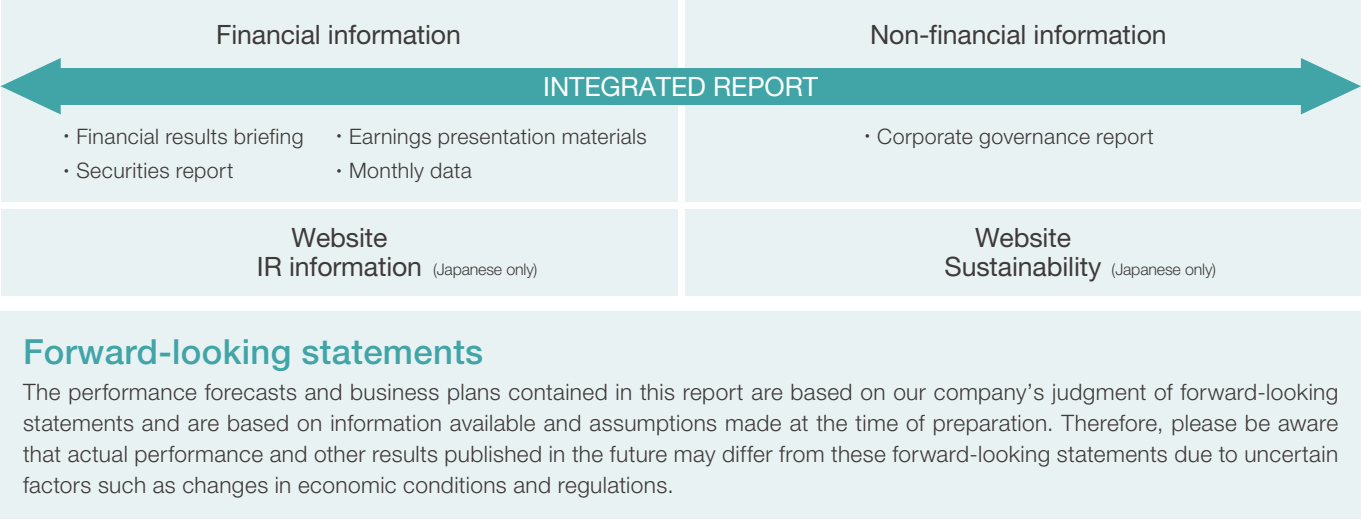 Financial information
Non-financial information
INTEGRATED REPORT
・Financial results briefing
・Earnings presentation materials
・Securities report
・Monthly data
・Corporate governance report
Website
IR information (Japanese only)
Website
Sustainability (Japanese only)
Forward-looking statements
The performance forecasts and business plans contained in this report are based on our company’s judgment of forward-looking
statements and are based on information available and assumptions made at the time of preparation. Therefore, please be aware
that actual performance and other results published in the future may differ from these forward-looking statements due to uncertain
factors such as changes in economic conditions and regulations.